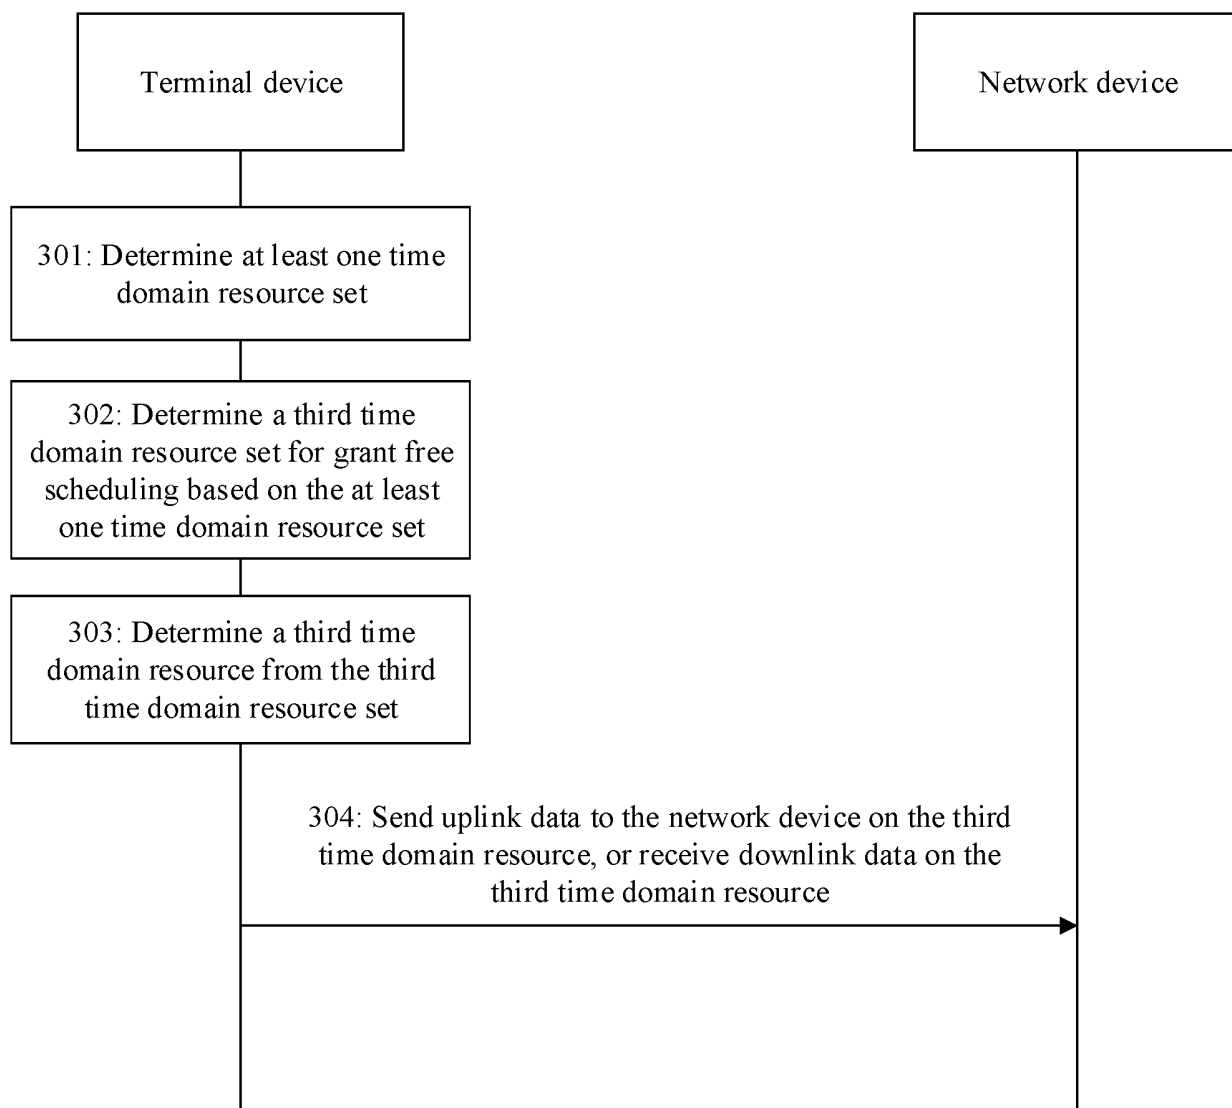 Terminal device
Network device
301: Determine at least one time
domain resource set
302: Determine a third time
domain resource set for grant free
scheduling based on the at least
one time domain resource set
303: Determine a third time
domain resource from the third
time domain resource set
304: Send uplink data to the network device on the third
time domain resource, or receive downlink data on the
third time domain resource